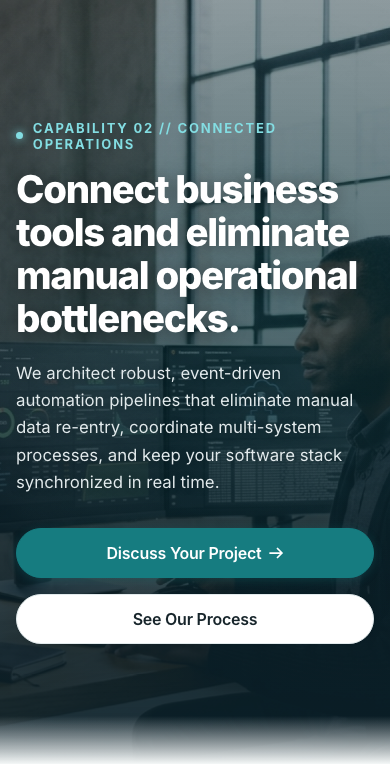 CAPABILITY 02 // CONNECTED
OPERATIONS
Connect business
tools and eliminate
manual operational
bottlenecks.
We architect robust, event-driven
automation pipelines that eliminate manual
data re-entry, coordinate multi-system
processes, and keep your software stack
synchronized in real time.
Discuss Your Project →
See Our Process